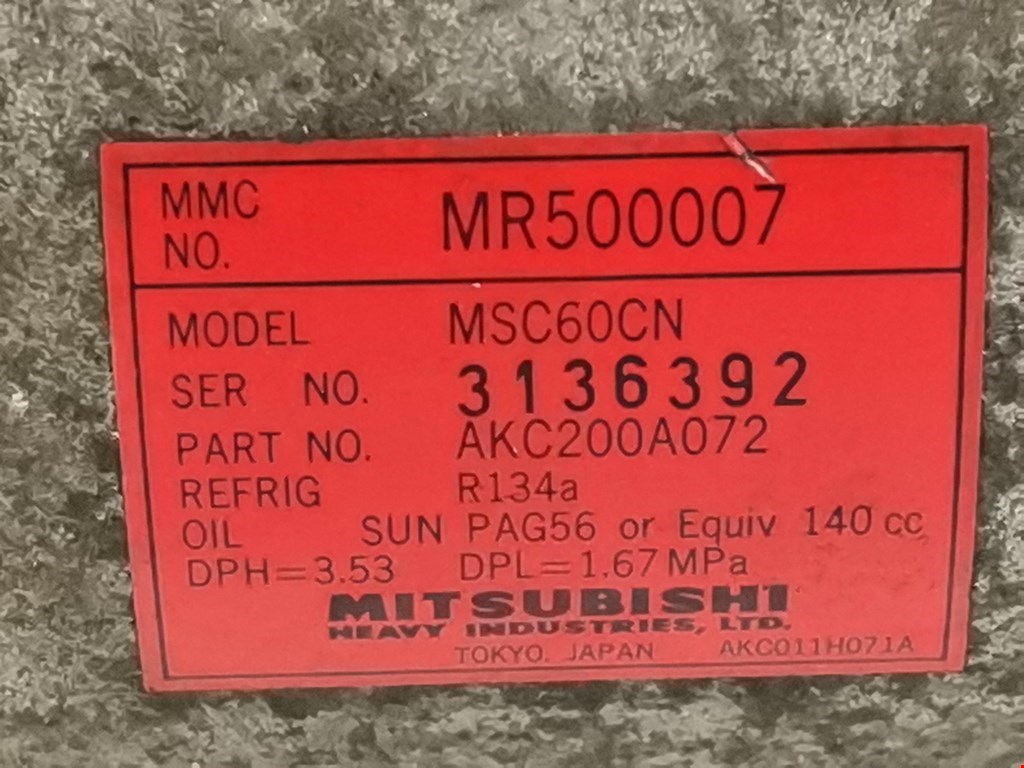 MMC NO. MR500007
MODEL MSC60CN
SER NO. 3136392
PART NO. AKC200A072
REFRIG R134a
OIL SUN PAG56 or Equiv 140 cc
DPH=3.53 DPL=1.67 MPa
MITSUBISHI
HEAVY INDUSTRIES, LTD.
TOKYO. JAPAN AKC011H071A